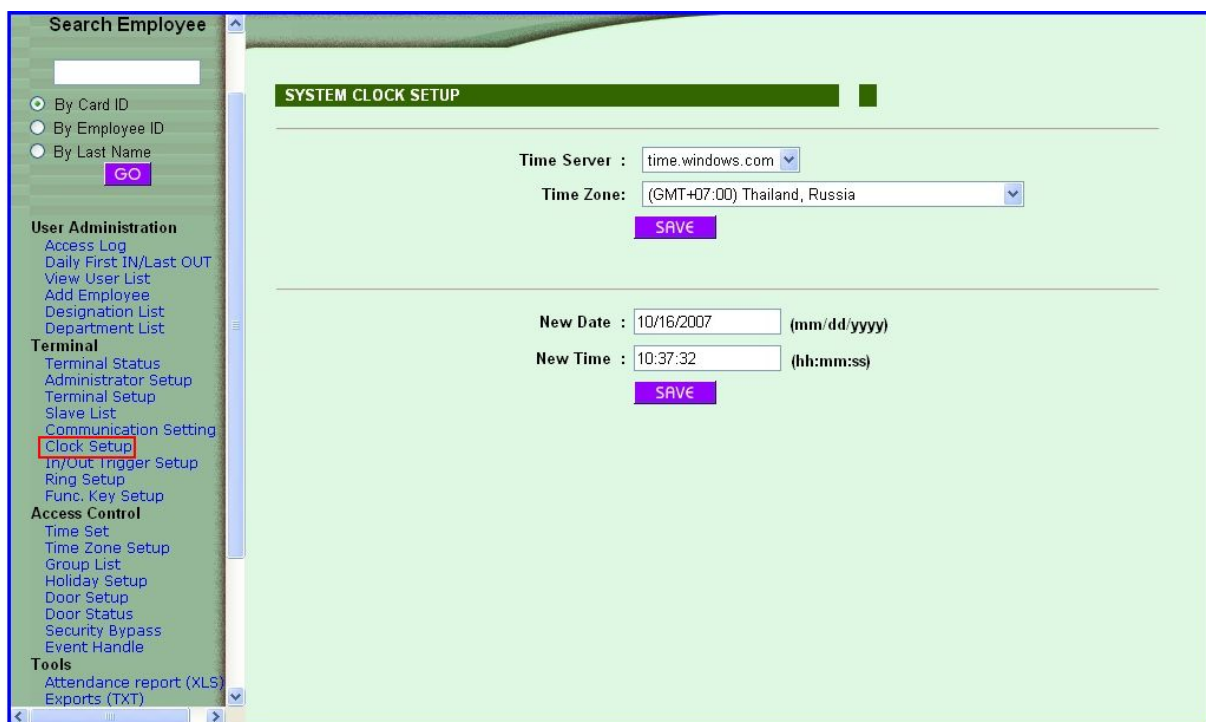 Search Employee
By Card ID
By Employee ID
By Last Name
GO
User Administration
Access Log
Daily First IN/Last OUT
View User List
Add Employee
Designation List
Department List
Terminal
Terminal Status
Administrator Setup
Terminal Setup
Slave List
Communication Setting
Clock Setup
In/Out Trigger Setup
Ring Setup
Func. Key Setup
Access Control
Time Set
Time Zone Setup
Group List
Holiday Setup
Door Setup
Door Status
Security Bypass
Event Handle
Tools
Attendance report (XLS)
Exports (TXT)
SYSTEM CLOCK SETUP
Time Server : time.windows.com
Time Zone: (GMT+07:00) Thailand, Russia
SAVE
New Date : 10/16/2007 (mm/dd/yyyy)
New Time : 10:37:32 (hh:mm:ss)
SAVE